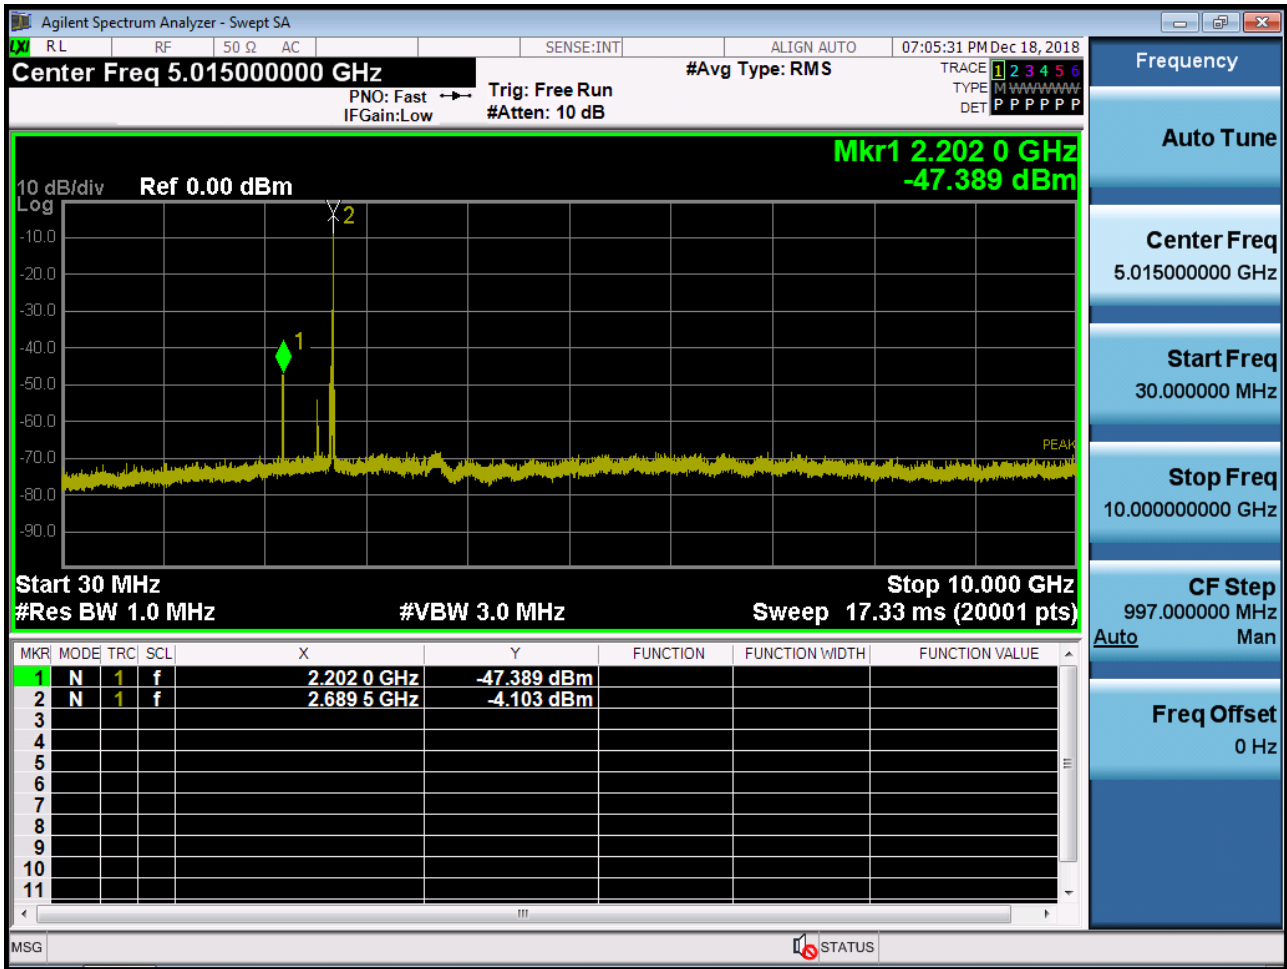 Agilent Spectrum Analyzer - Swept SA
LXI RL RF 50 Ω AC SENSE:INT ALIGN AUTO 07:05:31 PM Dec 18, 2018
Center Freq 5.015000000 GHz
PNO: Fast
IFGain:Low
Trig: Free Run
#Atten: 10 dB
#Avg Type: RMS
TRACE 1 2 3 4 5 6
TYPE M WWWWW
DET P P P P P P
Mkr1 2.202 0 GHz
-47.389 dBm
10 dB/div Ref 0.00 dBm
Log
-10.0
-20.0
-30.0
-40.0
-50.0
-60.0
-70.0
-80.0
-90.0
1
2
PEAK
Start 30 MHz Stop 10.000 GHz
#Res BW 1.0 MHz #VBW 3.0 MHz Sweep 17.33 ms (20001 pts)
MKR MODE TRC SCL X Y FUNCTION FUNCTION WIDTH FUNCTION VALUE
1 N 1 f 2.202 0 GHz -47.389 dBm
2 N 1 f 2.689 5 GHz -4.103 dBm
3
4
5
6
7
8
9
10
11
MSG STATUS
Frequency
Auto Tune
Center Freq
5.015000000 GHz
Start Freq
30.000000 MHz
Stop Freq
10.000000000 GHz
CF Step
997.000000 MHz
Auto Man
Freq Offset
0 Hz